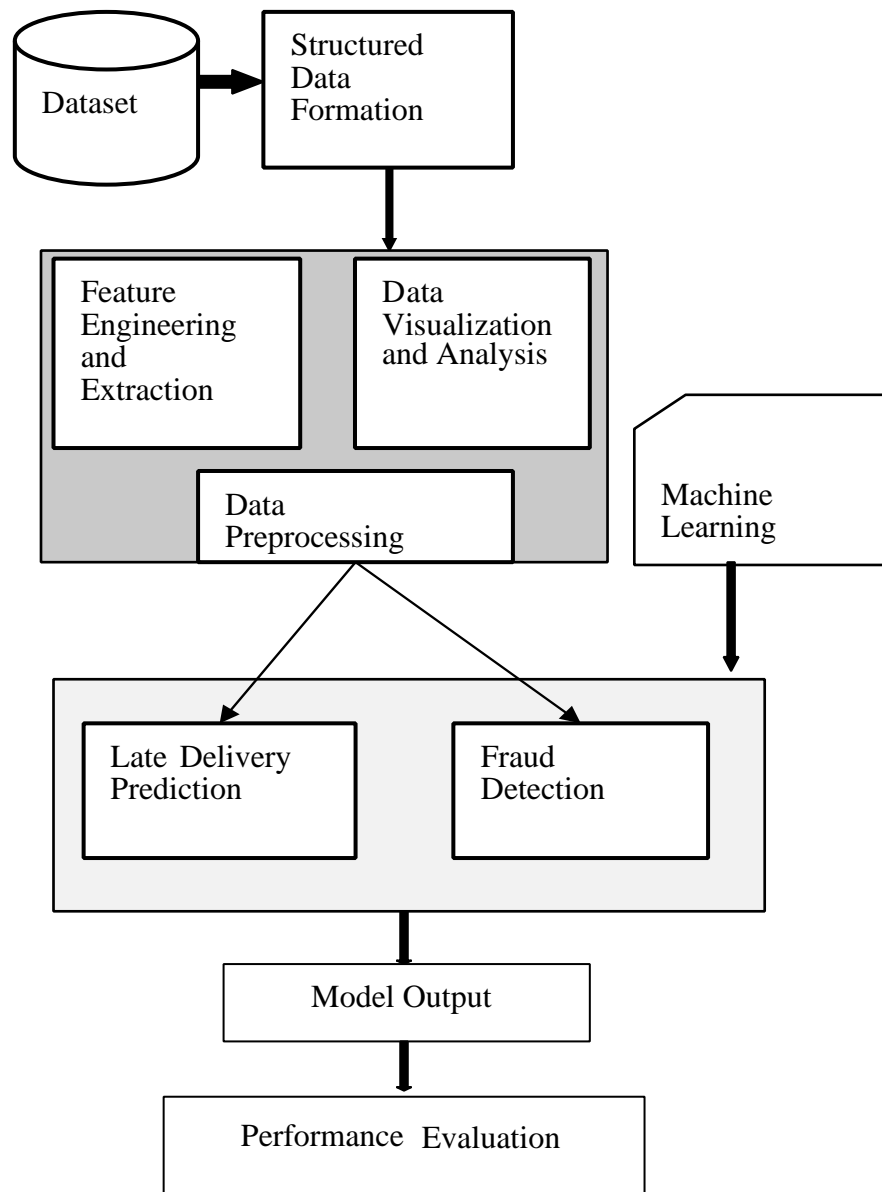 Dataset
Structured
Data
Formation
Feature
Engineering
and
Extraction
Data
Visualization
and Analysis
Data
Preprocessing
Machine
Learning
Late Delivery
Prediction
Fraud
Detection
Model Output
Performance Evaluation